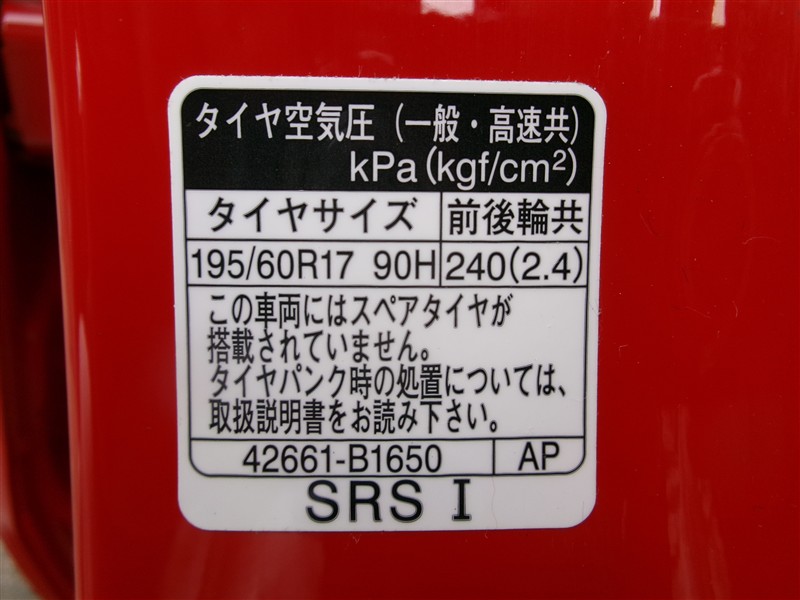 タイヤ空気圧（一般・高速共）
kPa(kgf/cm²)
タイヤサイズ 前後輪共
195/60R17 90H 240(2.4)
この車両にはスペアタイヤが
搭載されていません。
タイヤパンク時の処置については、
取扱説明書をお読み下さい。
42661-B1650 AP
SRS I